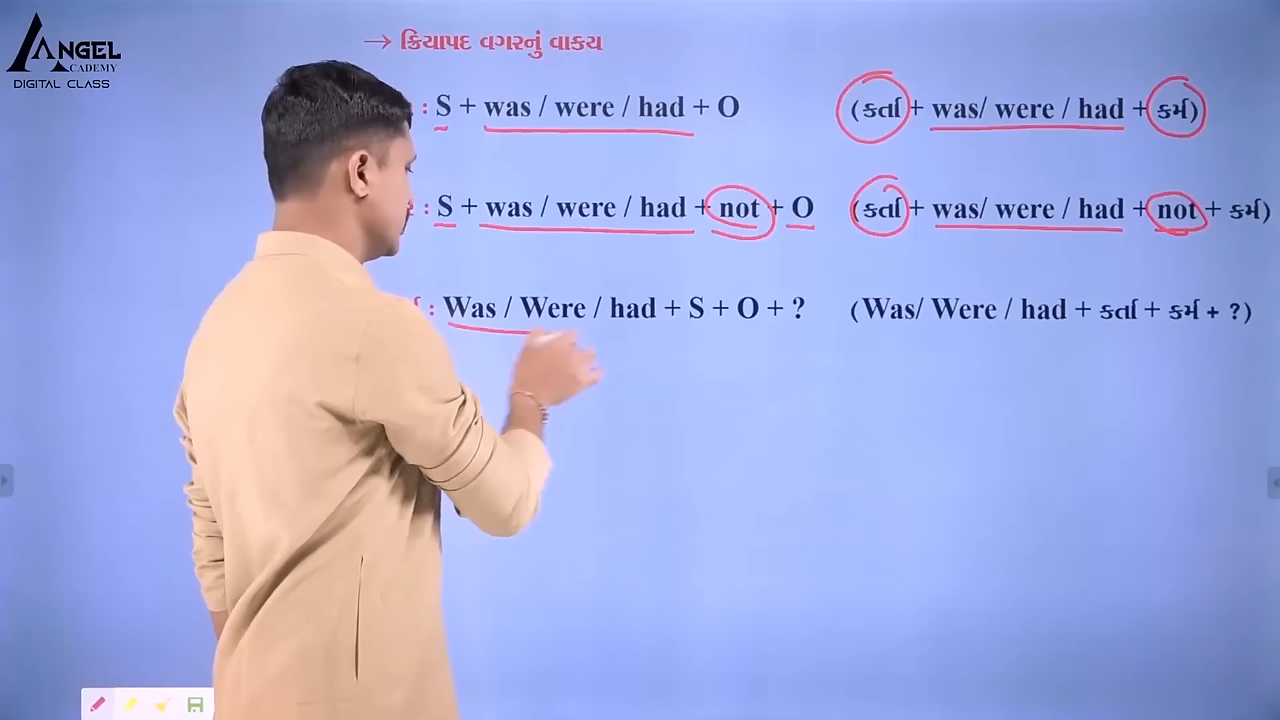 ANGEL
ACADEMY
DIGITAL CLASS
→ ક્રિયાપદ વગરનું વાક્ય
: S + was / were / had + O (કર્તા + was/ were / had + કર્મ)
: S + was / were / had + not + O (કર્તા + was/ were / had + not + કર્મ)
: Was / Were / had + S + O + ? (Was/ Were / had + કર્તા + કર્મ + ?)